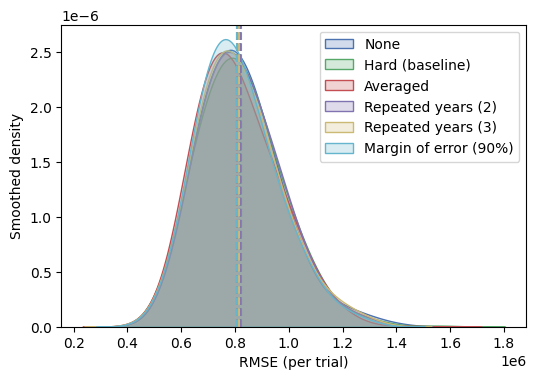 1e−6
2.5
2.0
1.5
1.0
0.5
0.0
Smoothed density
None
Hard (baseline)
Averaged
Repeated years (2)
Repeated years (3)
Margin of error (90%)
0.2 0.4 0.6 0.8 1.0 1.2 1.4 1.6 1.8
RMSE (per trial)
1e6